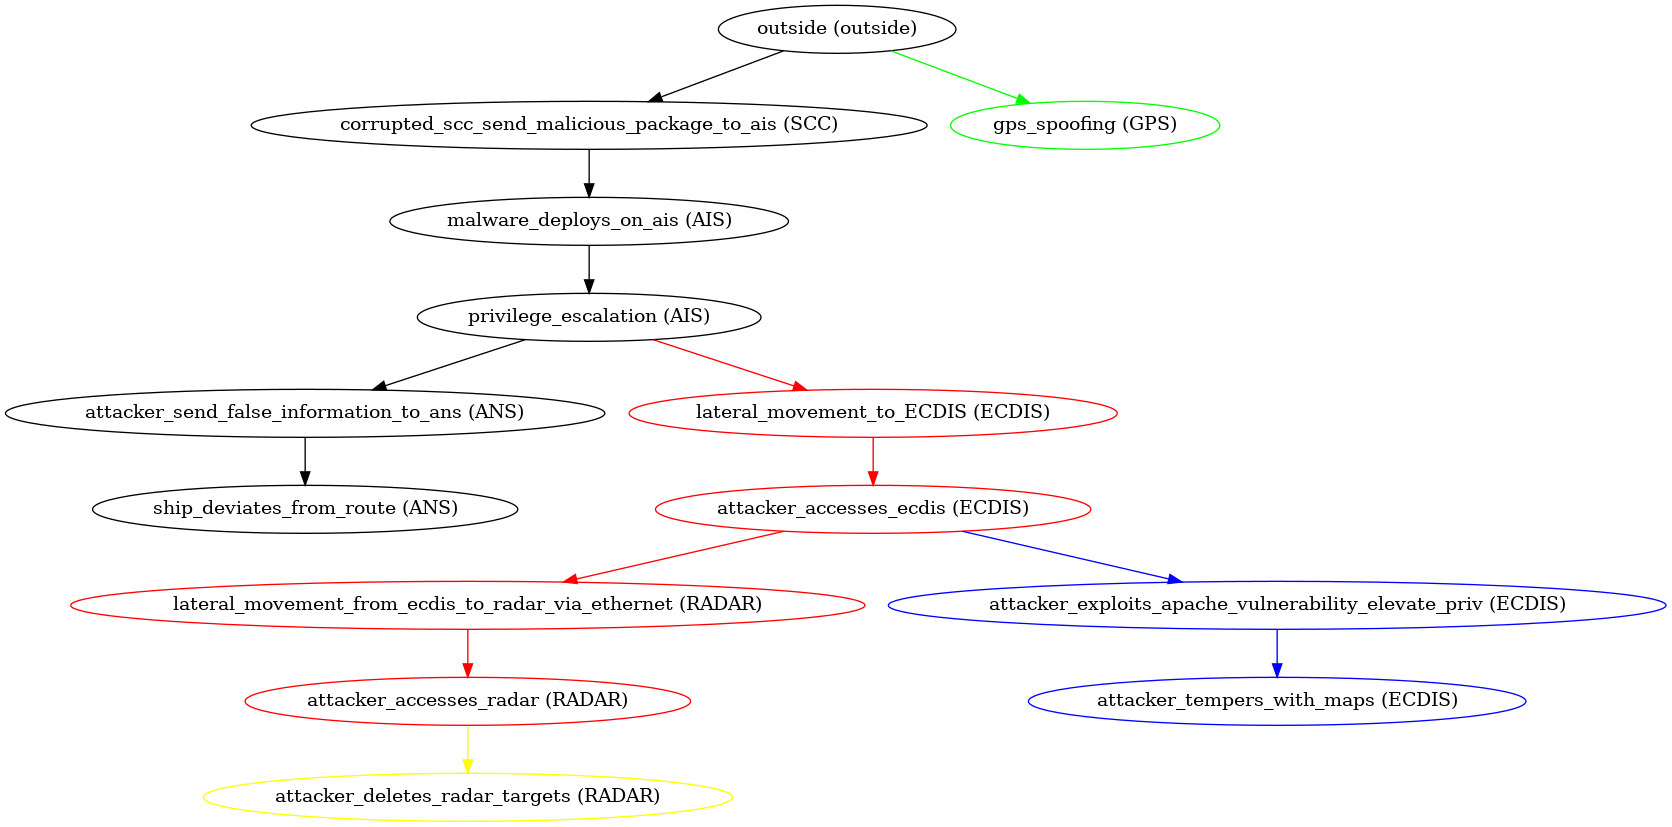 outside (outside)
corrupted_scc_send_malicious_package_to_ais (SCC)
gps_spoofing (GPS)
malware_deploys_on_ais (AIS)
privilege_escalation (AIS)
attacker_send_false_information_to_ans (ANS)
lateral_movement_to_ECDIS (ECDIS)
ship_deviates_from_route (ANS)
attacker_accesses_ecdis (ECDIS)
lateral_movement_from_ecdis_to_radar_via_ethernet (RADAR)
attacker_exploits_apache_vulnerability_elevate_priv (ECDIS)
attacker_accesses_radar (RADAR)
attacker_tempers_with_maps (ECDIS)
attacker_deletes_radar_targets (RADAR)